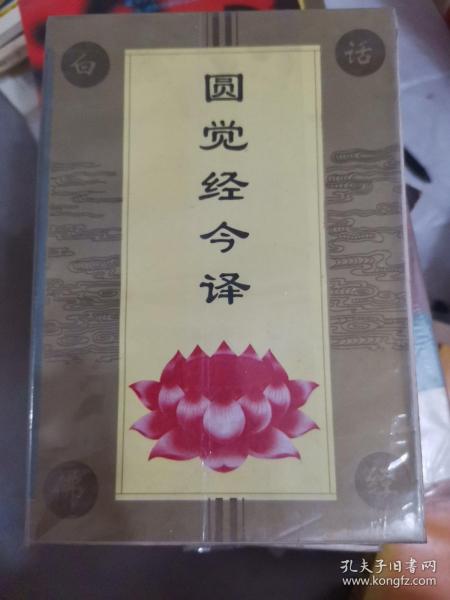 白 话
圆觉经今译
佛 经
孔夫子旧书网
www.kongfz.com